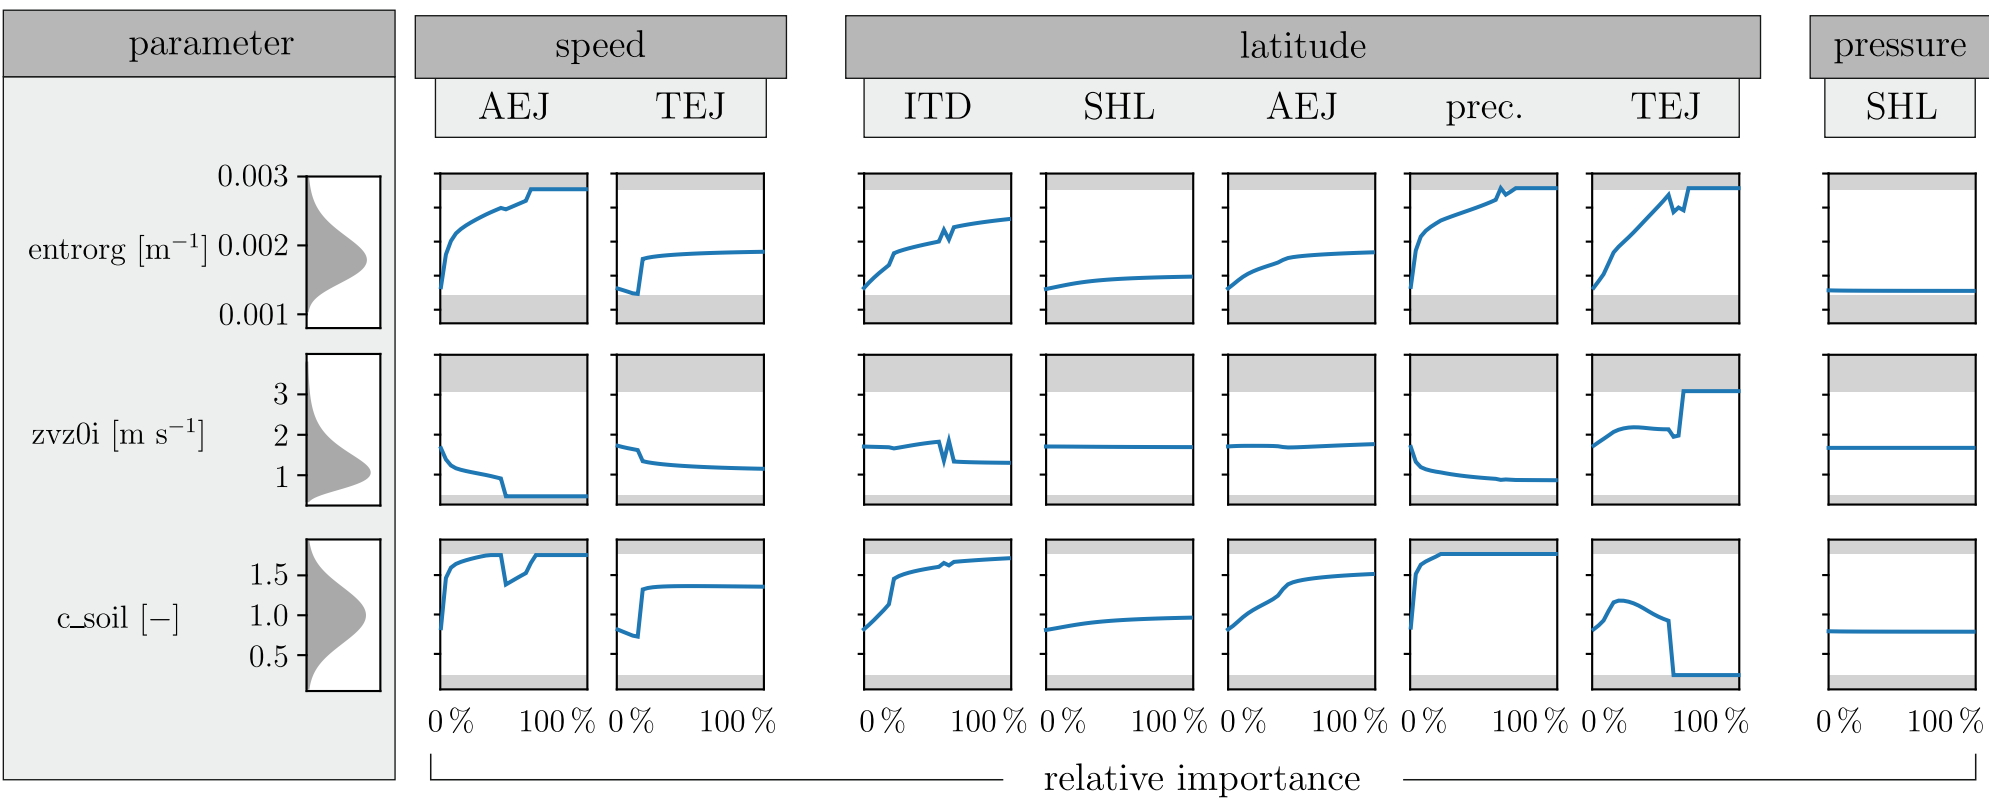 parameter speed latitude pressure
AEJ TEJ ITD SHL AEJ prec. TEJ SHL
0.003
entrorg [m⁻¹] 0.002
0.001
3
zvz0i [m s⁻¹] 2
1
1.5
c_soil [−] 1.0
0.5
0 % 100 % 0 % 100 % 0 % 100 % 0 % 100 % 0 % 100 % 0 % 100 % 0 % 100 % 0 % 100 %
relative importance